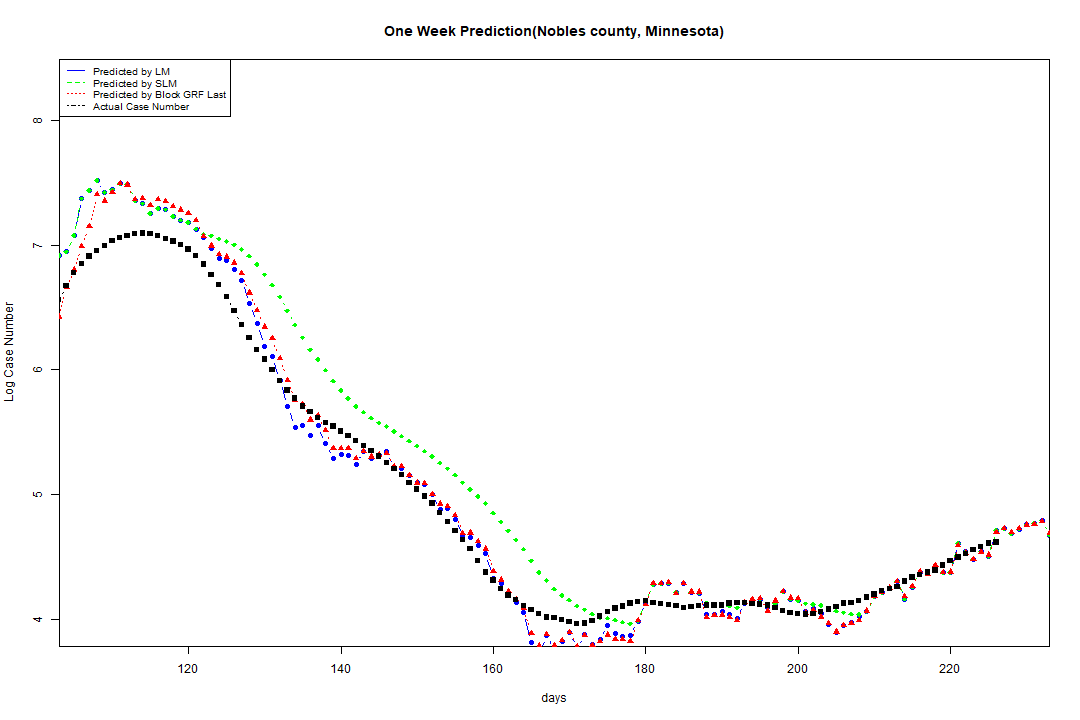 One Week Prediction(Nobles county, Minnesota)
Predicted by LM
Predicted by SLM
Predicted by Block GRF Last
Actual Case Number
8
7
6
5
4
Log Case Number
120 140 160 180 200 220
days